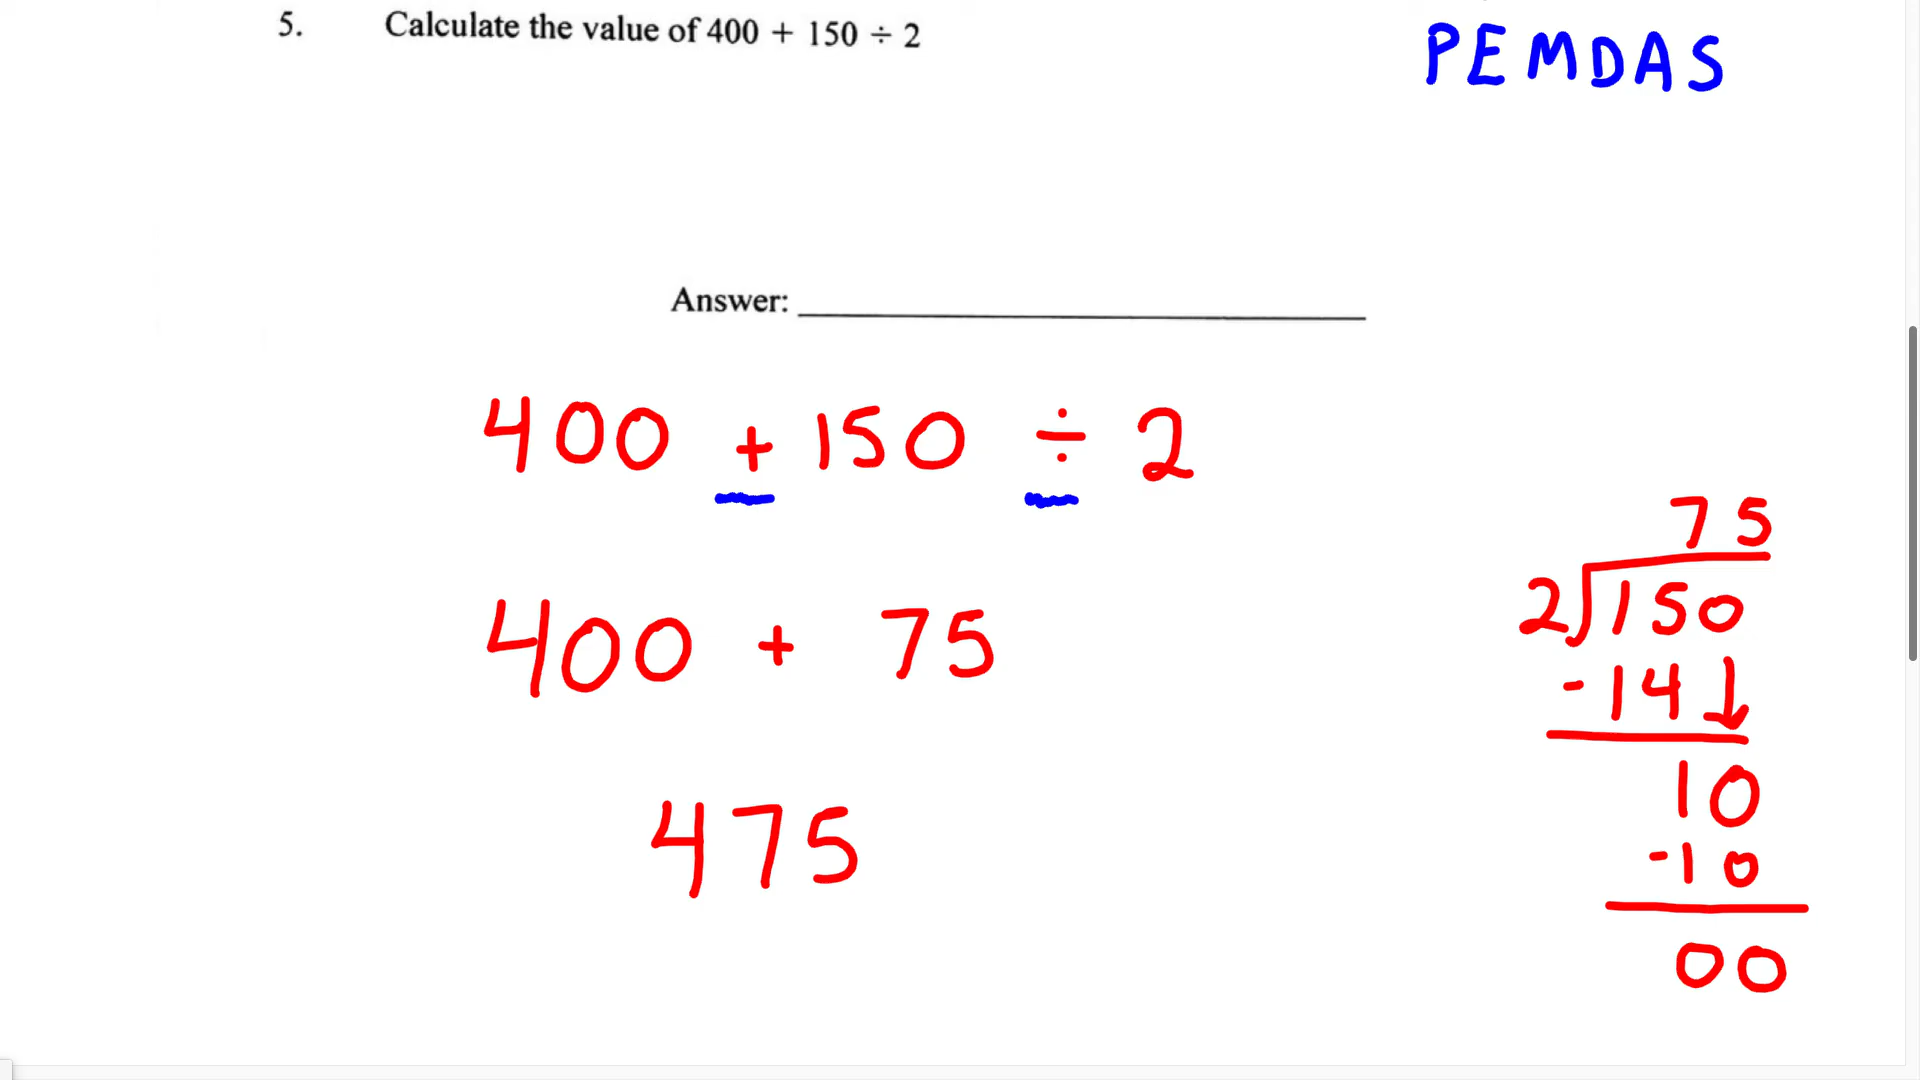 5. Calculate the value of 400 + 150 ÷ 2
PEMDAS
Answer:
400 + 150 ÷ 2
400 + 75
475
75
2)150
-14↓
10
-10
00